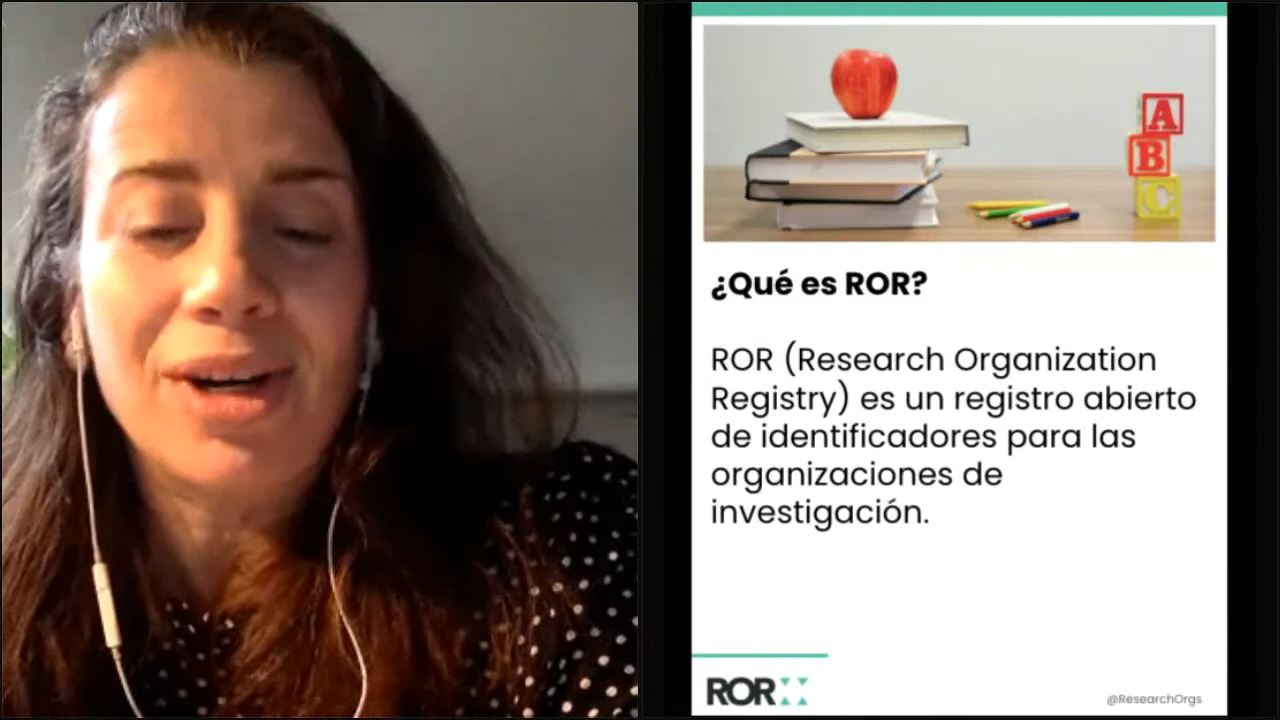 A
B
C
¿Qué es ROR?
ROR (Research Organization
Registry) es un registro abierto
de identificadores para las
organizaciones de
investigación.
ROR
@ResearchOrgs